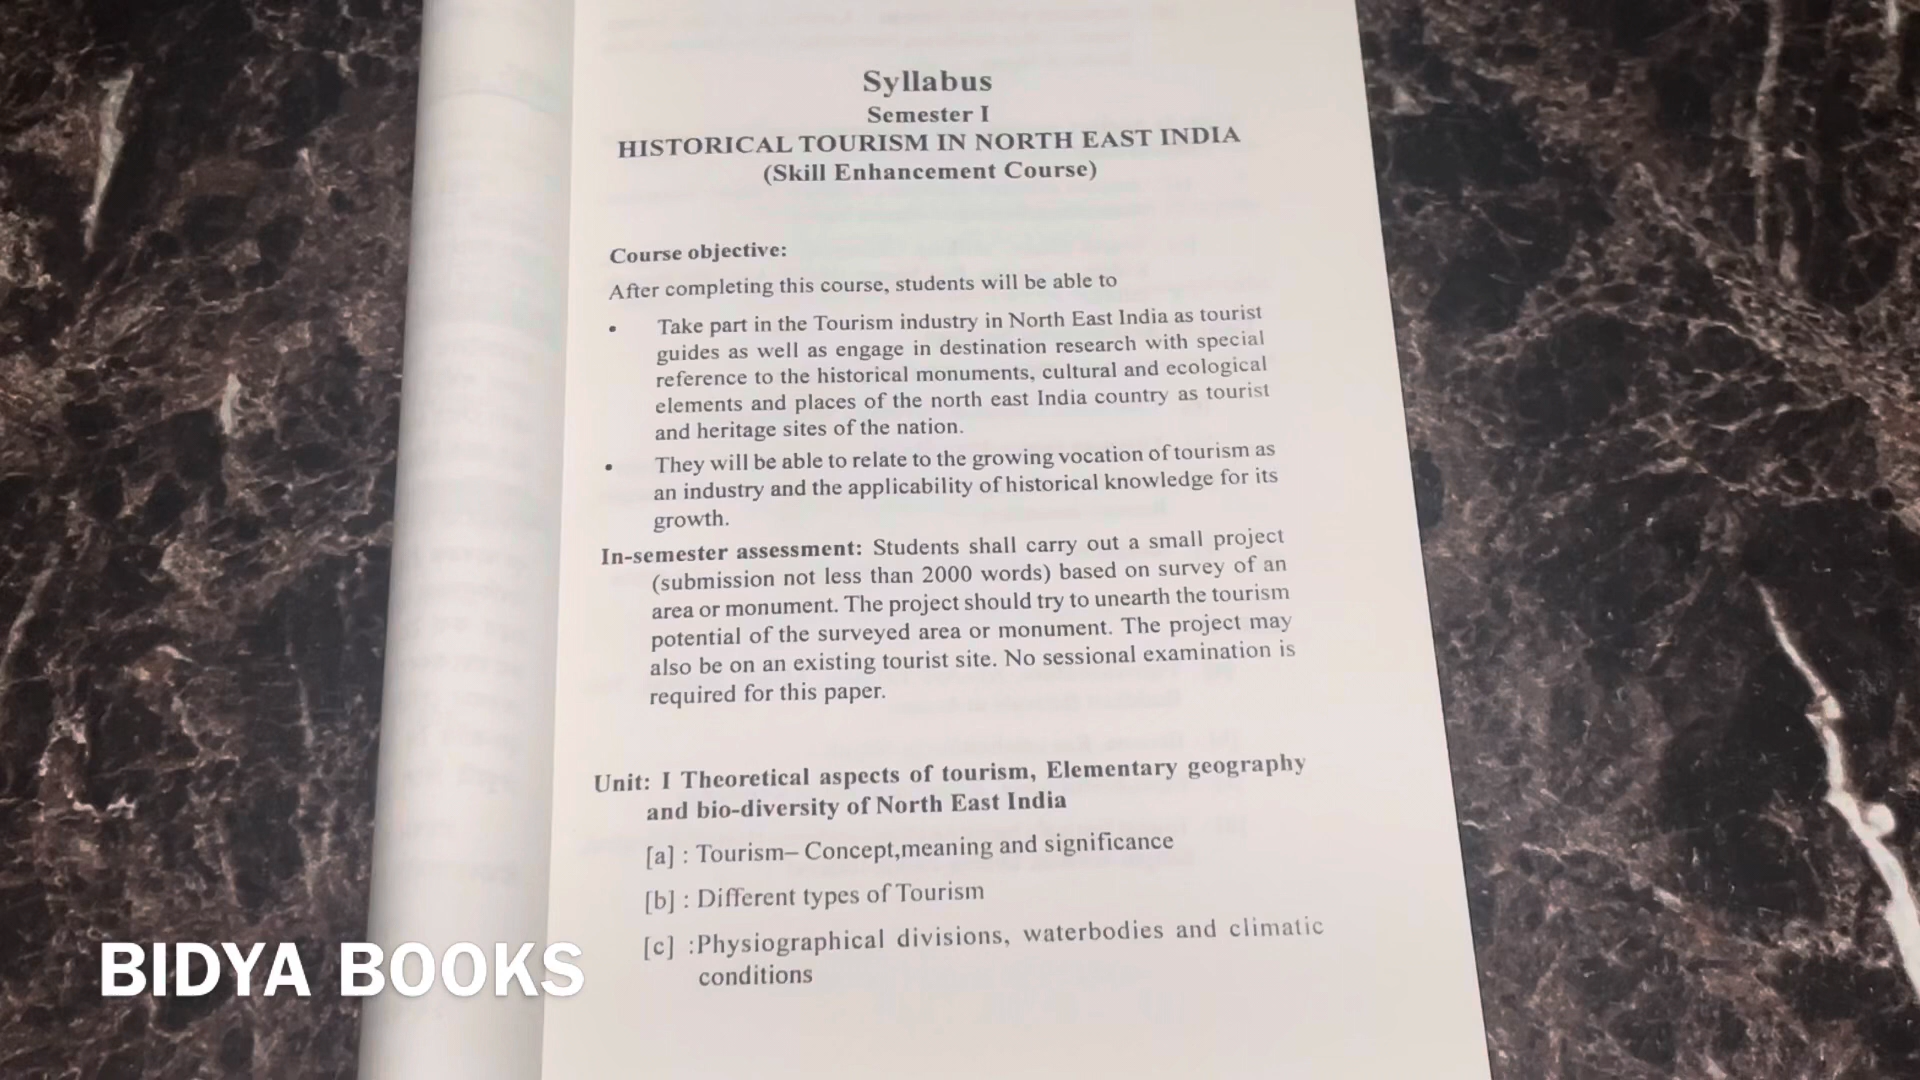 Syllabus
Semester I
HISTORICAL TOURISM IN NORTH EAST INDIA
(Skill Enhancement Course)
Course objective:
After completing this course, students will be able to
• Take part in the Tourism industry in North East India as tourist
guides as well as engage in destination research with special
reference to the historical monuments, cultural and ecological
elements and places of the north east India country as tourist
and heritage sites of the nation.
• They will be able to relate to the growing vocation of tourism as
an industry and the applicability of historical knowledge for its
growth.
In-semester assessment: Students shall carry out a small project
(submission not less than 2000 words) based on survey of an
area or monument. The project should try to unearth the tourism
potential of the surveyed area or monument. The project may
also be on an existing tourist site. No sessional examination is
required for this paper.
Unit: I Theoretical aspects of tourism, Elementary geography
and bio-diversity of North East India
[a] : Tourism– Concept,meaning and significance
[b] : Different types of Tourism
[c] :Physiographical divisions, waterbodies and climatic
conditions
BIDYA BOOKS